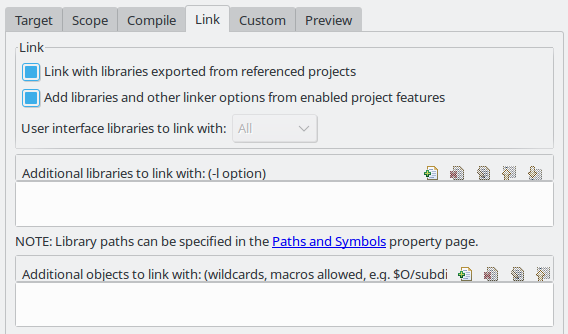 Target Scope Compile Link Custom Preview
Link
Link with libraries exported from referenced projects
Add libraries and other linker options from enabled project features
User interface libraries to link with: All
Additional libraries to link with: (-l option)
NOTE: Library paths can be specified in the Paths and Symbols property page.
Additional objects to link with: (wildcards, macros allowed, e.g. $O/subdi